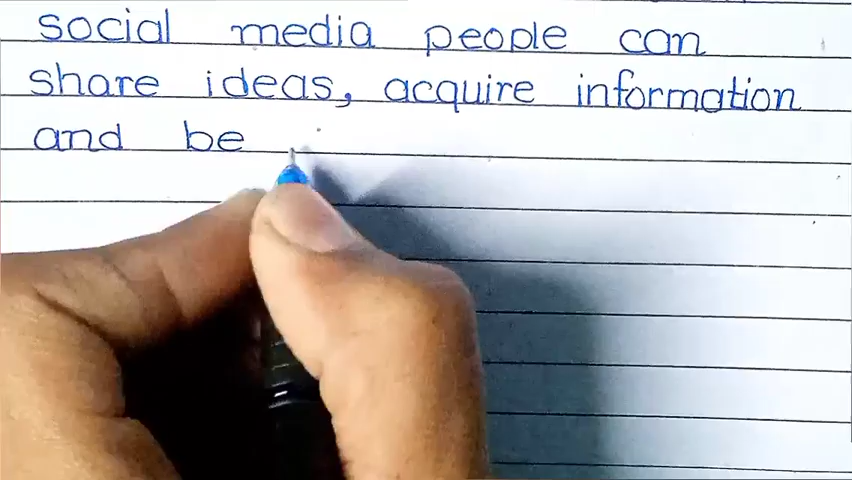 social media people can
share ideas, acquire information
and be